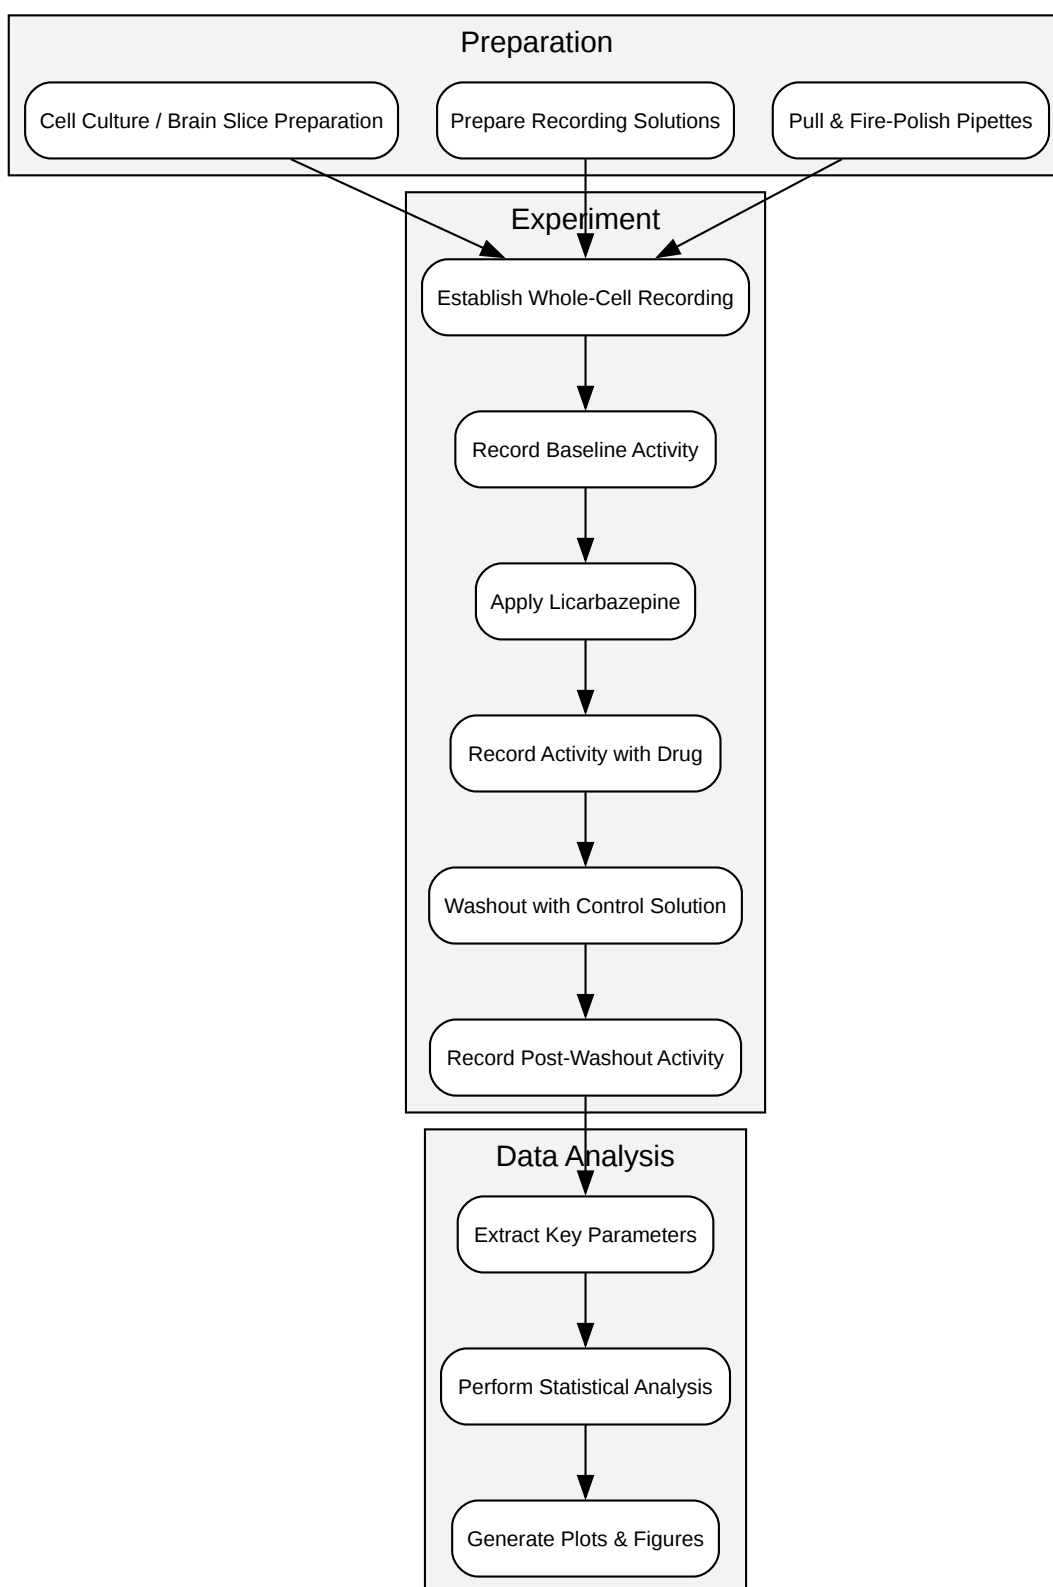 Preparation
Cell Culture / Brain Slice Preparation
Prepare Recording Solutions
Pull & Fire-Polish Pipettes
Experiment
Establish Whole-Cell Recording
Record Baseline Activity
Apply Licarbazepine
Record Activity with Drug
Washout with Control Solution
Record Post-Washout Activity
Data Analysis
Extract Key Parameters
Perform Statistical Analysis
Generate Plots & Figures